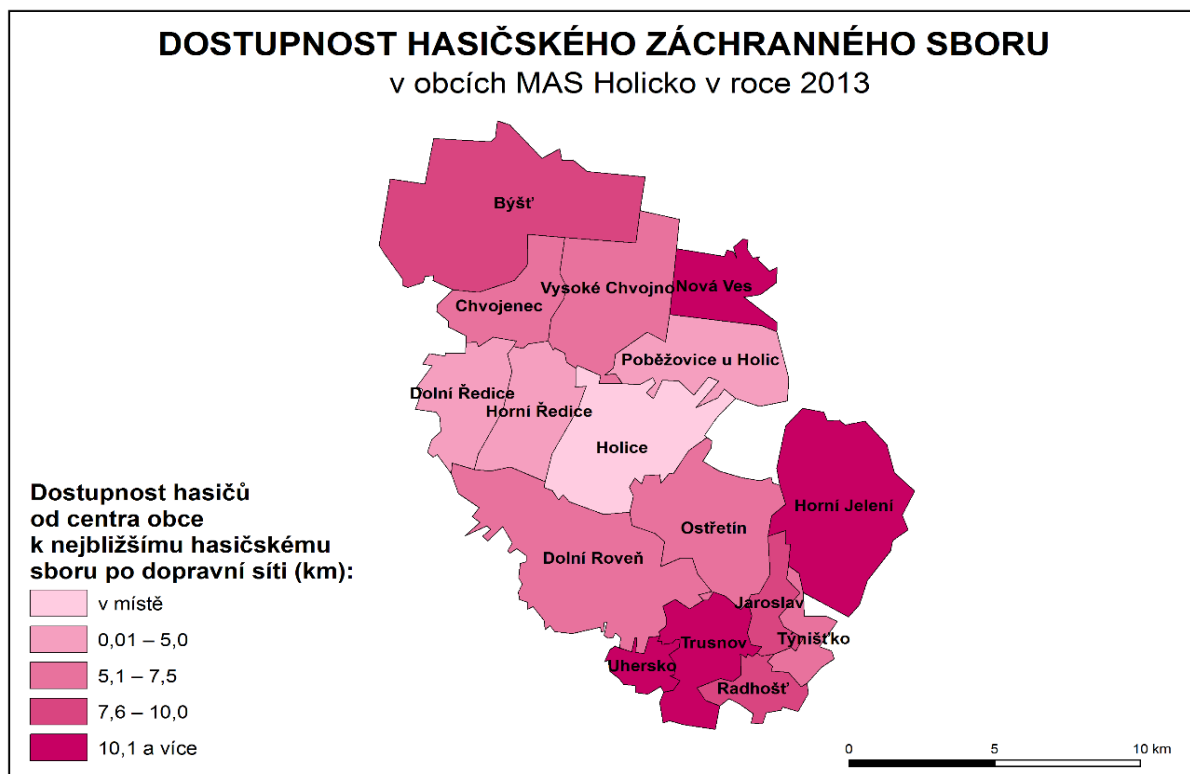 DOSTUPNOST HASIČSKÉHO ZÁCHRANNÉHO SBORU
v obcích MAS Holicko v roce 2013
Býšť
Vysoké Chvojno
Nová Ves
Chvojenec
Poběžovice u Holic
Dolní Ředice
Horní Ředice
Holice
Horní Jelení
Ostřetín
Dolní Roveň
Jaroslav
Týnišťko
Trusnov
Uhersko
Radhošť
Dostupnost hasičů
od centra obce
k nejbližšímu hasičskému
sboru po dopravní síti (km):
v místě
0,01 – 5,0
5,1 – 7,5
7,6 – 10,0
10,1 a více
0 5 10 km